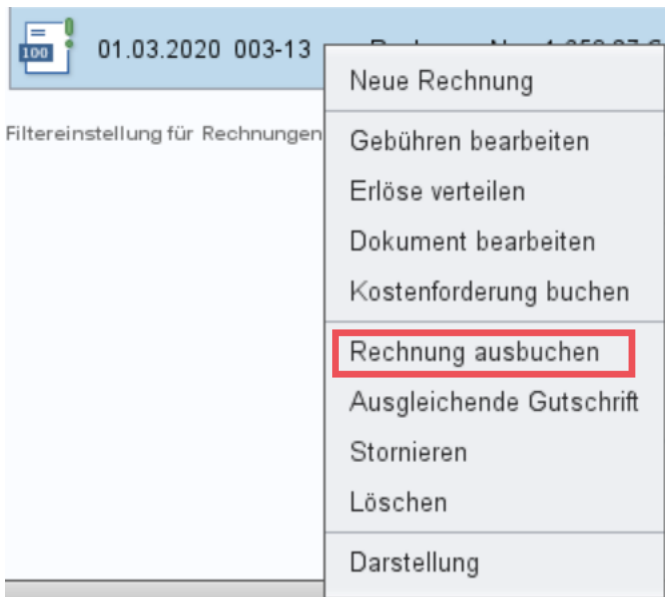 100
01.03.2020 003-13
Neue Rechnung
Filtereinstellung für Rechnungen
Gebühren bearbeiten
Erlöse verteilen
Dokument bearbeiten
Kostenforderung buchen
Rechnung ausbuchen
Ausgleichende Gutschrift
Stornieren
Löschen
Darstellung